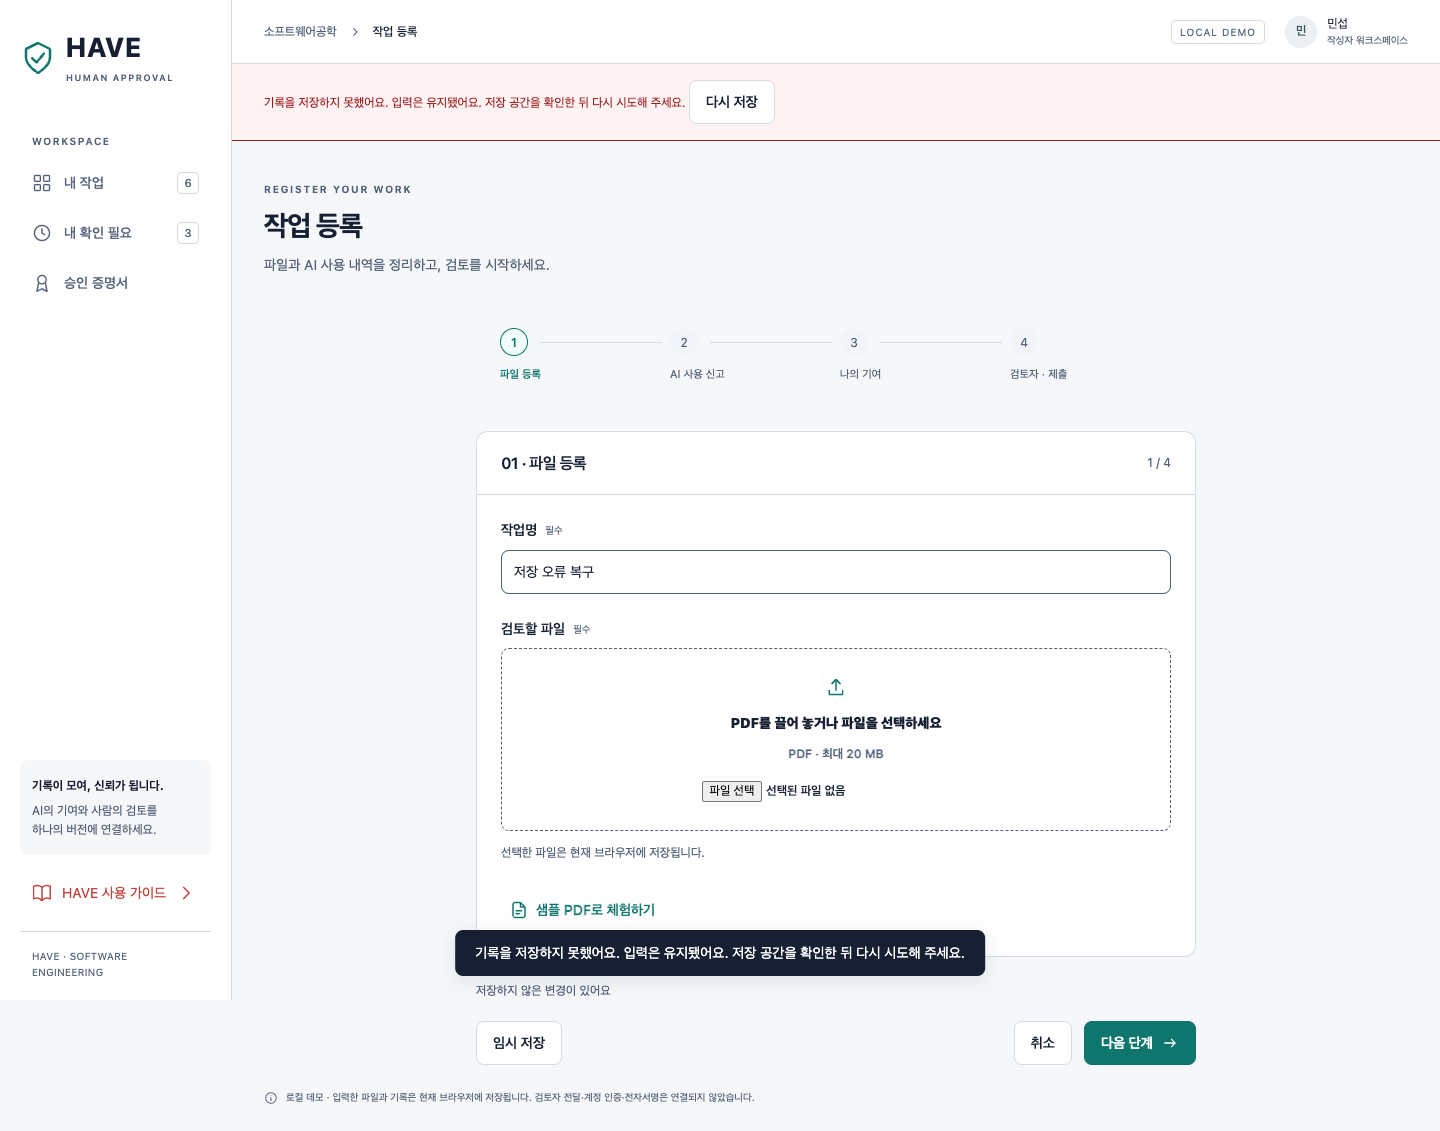 HAVE
HUMAN APPROVAL
WORKSPACE
내 작업 6
내 확인 필요 3
승인 증명서
기록이 모여, 신뢰가 됩니다.
AI의 기여와 사람의 검토를
하나의 버전에 연결하세요.
HAVE 사용 가이드
HAVE · SOFTWARE
ENGINEERING
소프트웨어공학 > 작업 등록
LOCAL DEMO
민
민섭
작성자 워크스페이스
기록을 저장하지 못했어요. 입력은 유지됐어요. 저장 공간을 확인한 뒤 다시 시도해 주세요. 다시 저장
REGISTER YOUR WORK
작업 등록
파일과 AI 사용 내역을 정리하고, 검토를 시작하세요.
1 2 3 4
파일 등록 AI 사용 신고 나의 기여 검토자 · 제출
01 · 파일 등록 1 / 4
작업명 필수
저장 오류 복구
검토할 파일 필수
PDF를 끌어 놓거나 파일을 선택하세요
PDF · 최대 20 MB
파일 선택 선택된 파일 없음
선택한 파일은 현재 브라우저에 저장됩니다.
샘플 PDF로 체험하기
기록을 저장하지 못했어요. 입력은 유지됐어요. 저장 공간을 확인한 뒤 다시 시도해 주세요.
저장하지 않은 변경이 있어요
임시 저장 취소 다음 단계 →
로컬 데모 · 입력한 파일과 기록은 현재 브라우저에 저장됩니다. 검토자 전달·계정 인증·전자서명은 연결되지 않았습니다.